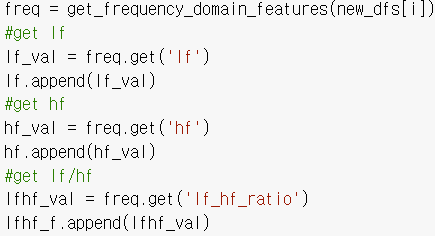 freq = get_frequency_domain_features(new_dfs[i])
#get lf
lf_val = freq.get('lf')
lf.append(lf_val)
#get hf
hf_val = freq.get('hf')
hf.append(hf_val)
#get lf/hf
lfhf_val = freq.get('lf_hf_ratio')
lfhf_f.append(lfhf_val)